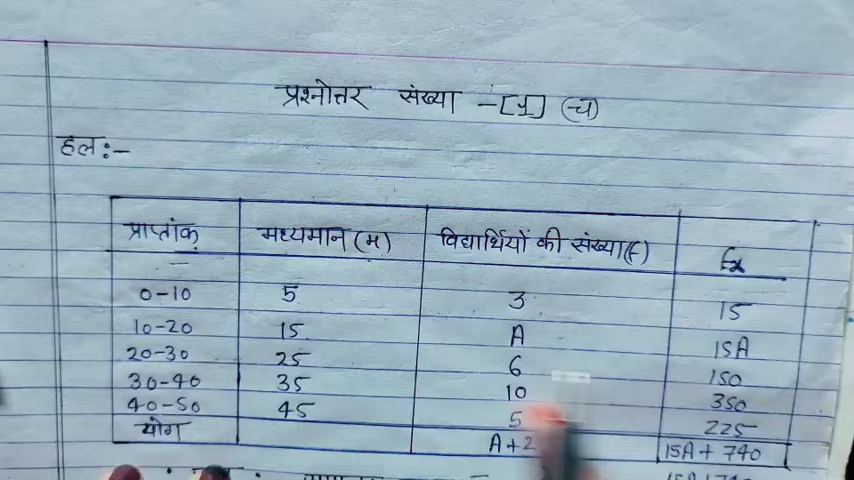 प्रश्नोत्तर संख्या -[५] (च)
हल:-
प्राप्तांक मध्यमान (म) विद्यार्थियों की संख्या(f) fx
0-10 5 3 15
10-20 15 A 15A
20-30 25 6 150
30-40 35 10 350
40-50 45 5 225
योग A+2 15A + 740